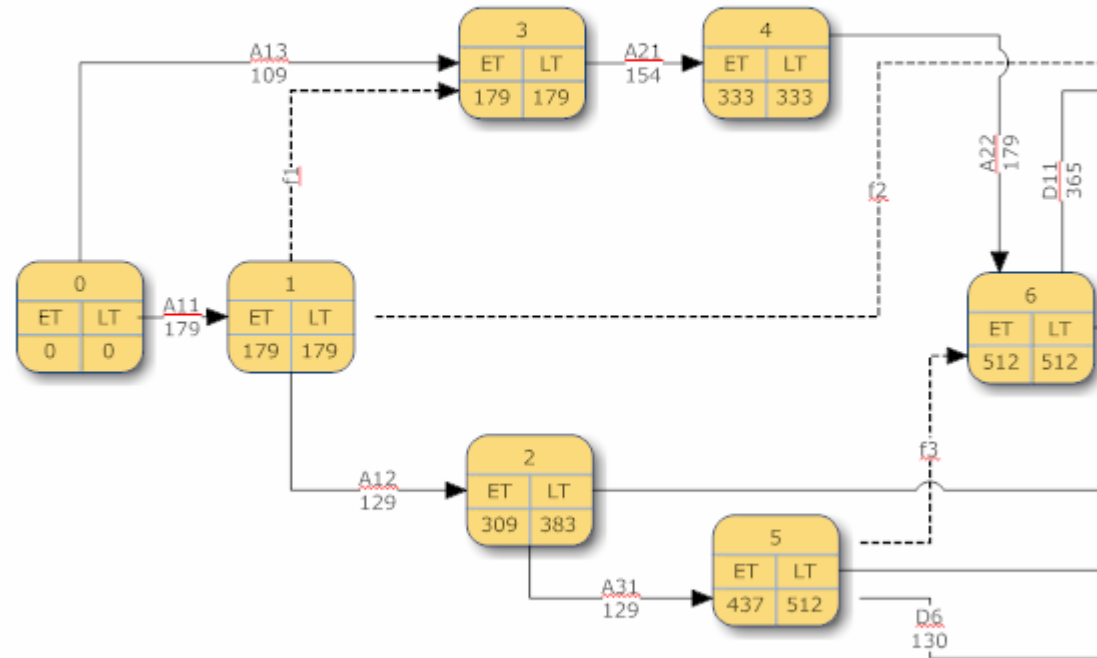 3
ET LT
179 179
A13
109
A21
154
4
ET LT
333 333
A22
179
D11
365
f1
f2
0
ET LT
0 0
A11
179
1
ET LT
179 179
6
ET LT
512 512
A12
129
2
ET LT
309 383
f3
A31
129
5
ET LT
437 512
D6
130